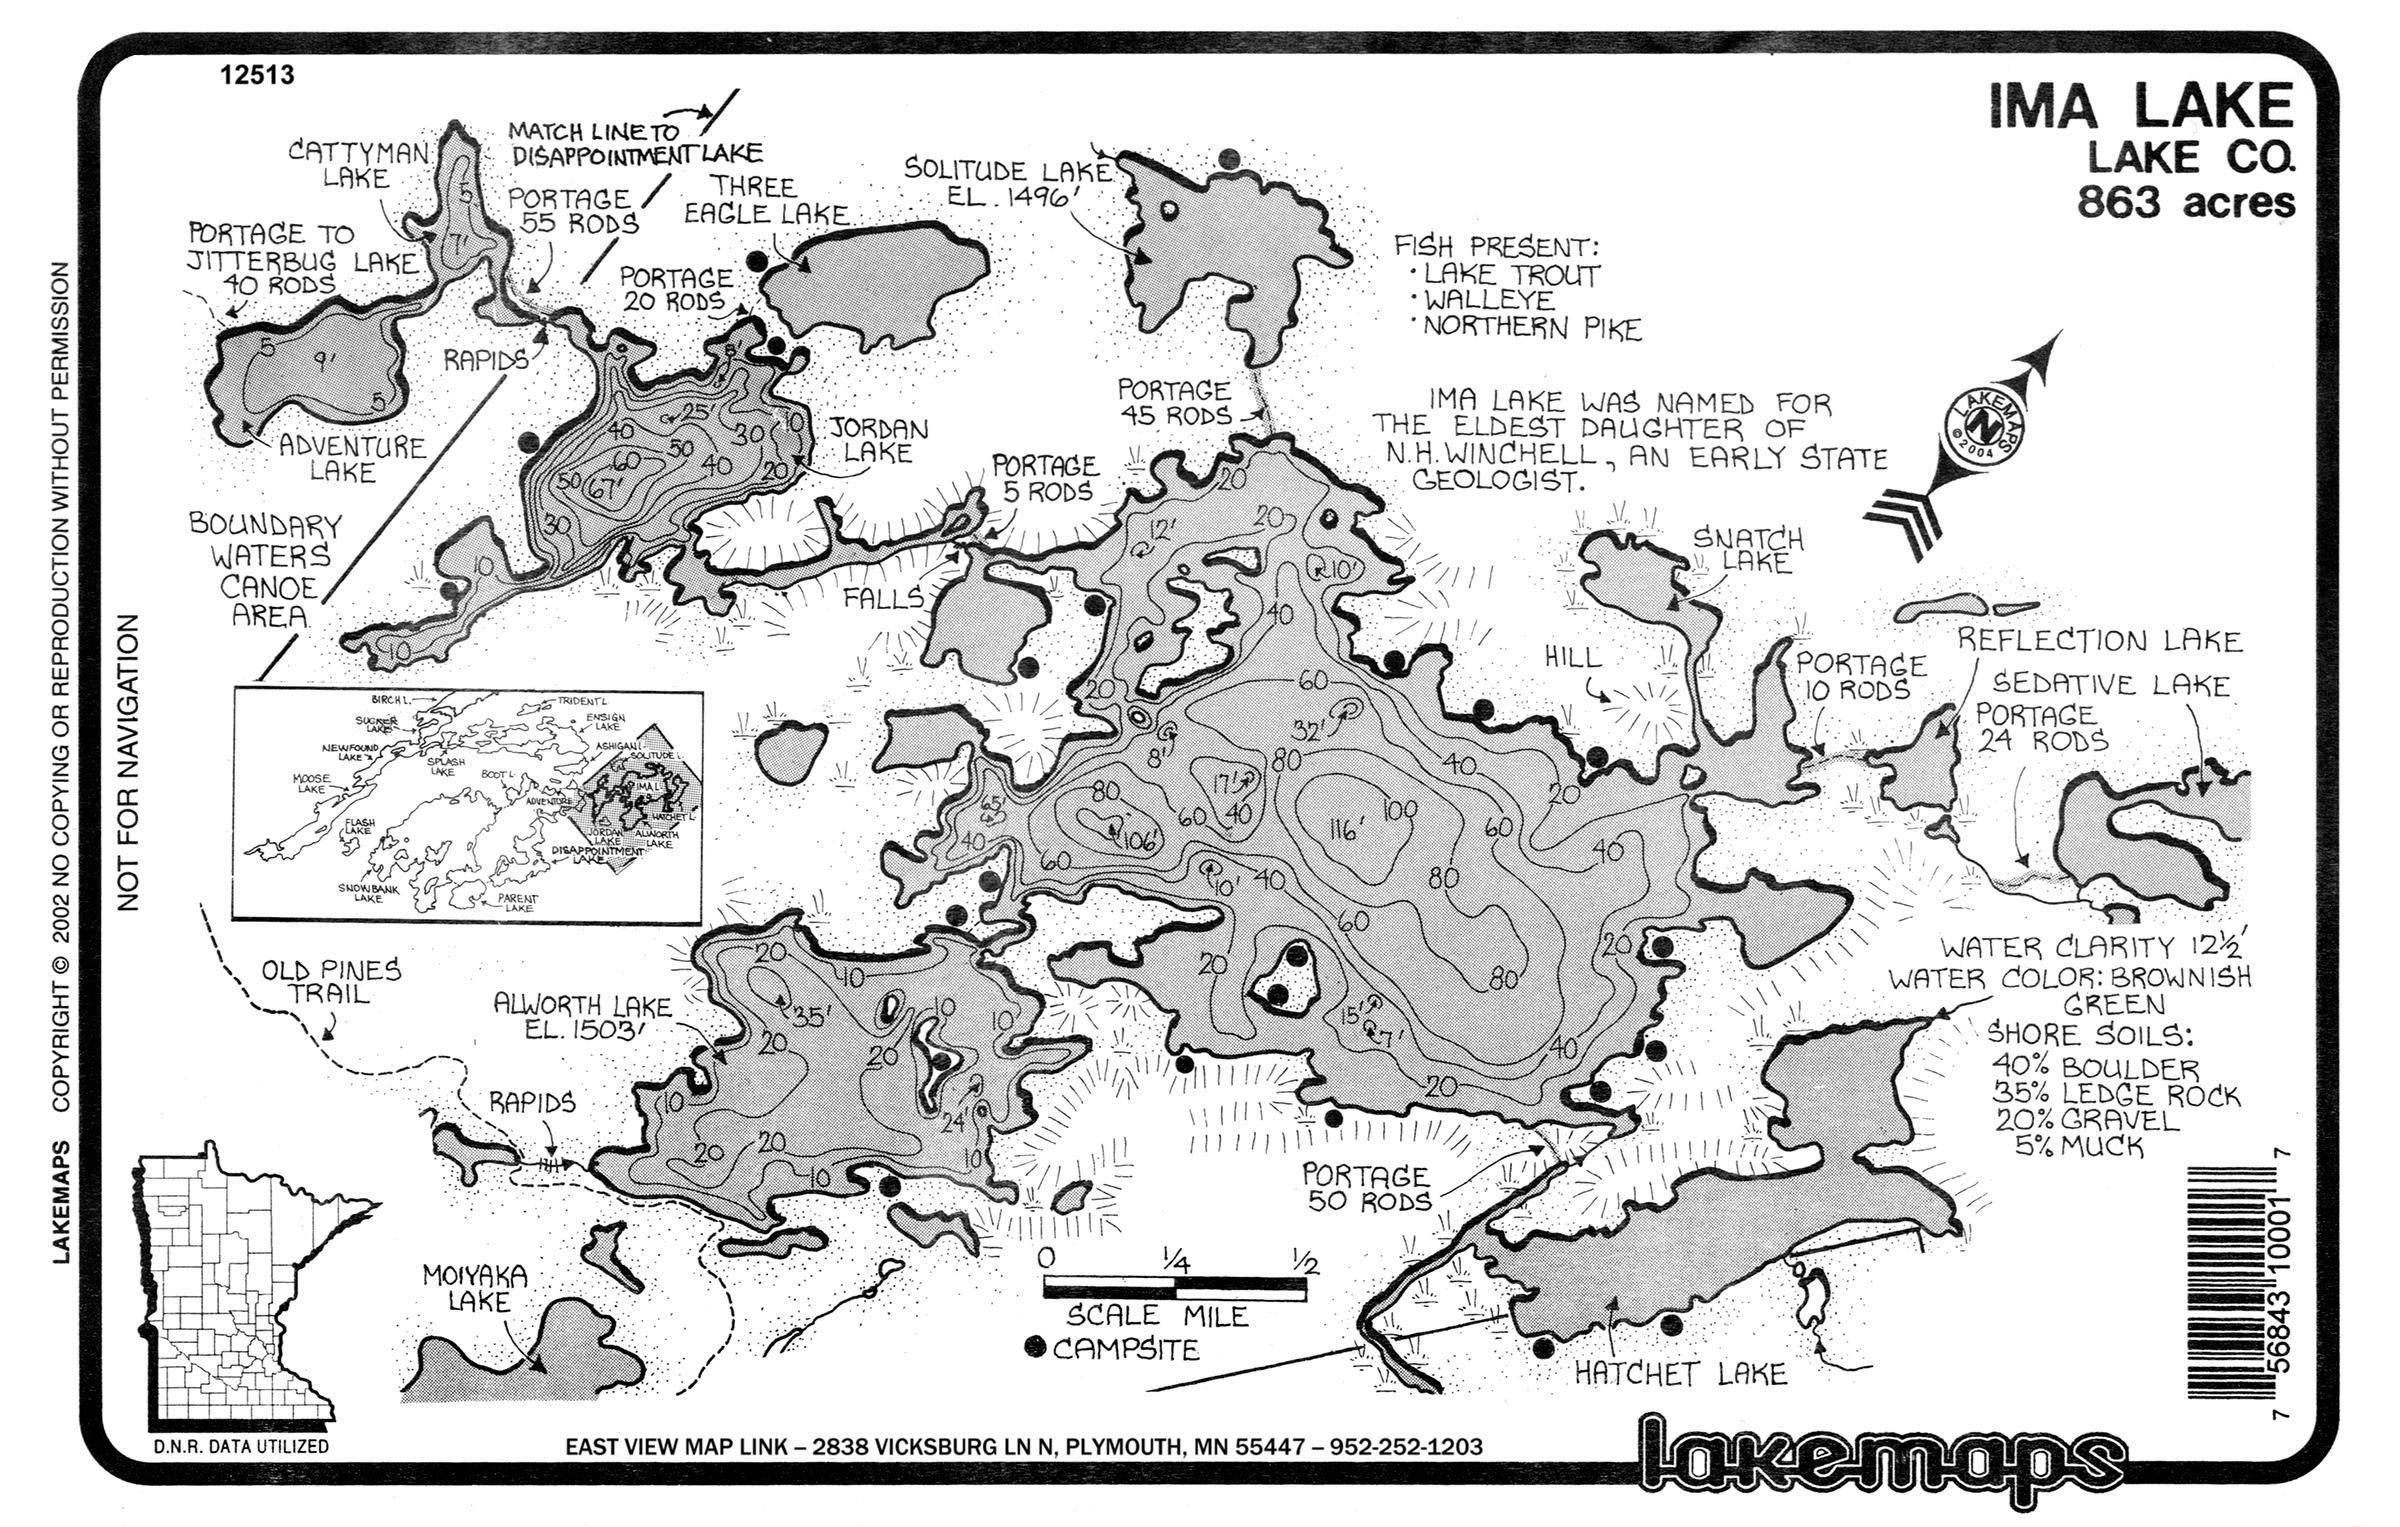 12513
IMA LAKE
LAKE CO.
863 acres
CATTYMAN
LAKE
MATCH LINE TO
DISAPPOINTMENT LAKE
PORTAGE
55 RODS
THREE
EAGLE LAKE
SOLITUDE LAKE
EL. 1496'
PORTAGE TO
JITTERBUG LAKE
40 RODS
PORTAGE
20 RODS
FISH PRESENT:
• LAKE TROUT
• WALLEYE
• NORTHERN PIKE
5
7'
RAPIDS
5
9'
5
ADVENTURE
LAKE
8'
25'
10
40
50
30
60
40
20
50
67'
30
10
10
JORDAN
LAKE
PORTAGE
45 RODS
IMA LAKE WAS NAMED FOR
THE ELDEST DAUGHTER OF
N.H. WINCHELL, AN EARLY STATE
GEOLOGIST.
LAKEMAPS
N
© 2004
PORTAGE
5 RODS
BOUNDARY
WATERS
CANOE
AREA
FALLS
SNATCH
LAKE
HILL
REFLECTION LAKE
PORTAGE
10 RODS
SEDATIVE LAKE
PORTAGE
24 RODS
20
20
12'
10'
40
20
60
32'
8'
80
17'
40
80
106'
60
40
20
100
116'
60
5'
40
60
10'
40
80
40
60
20
20
80
15'
7'
40
20
BIRCH L.
TRIDENT L
SUCKER
LAKE
ENSIGN
LAKE
NEWFOUND
LAKE
ASHIGAN L
SOLITUDE L
SPLASH
LAKE
BOOT L
MOOSE
LAKE
IMA L
ADVENTURE
HATCHET L
FLASH
LAKE
JORDAN
LAKE
ALWORTH
LAKE
DISAPPOINTMENT
LAKE
SNOWBANK
LAKE
PARENT
LAKE
OLD PINES
TRAIL
ALWORTH LAKE
EL. 1503'
20
10
35'
10
10
20
20
10
24'
20
20
10
10
RAPIDS
WATER CLARITY 12½'
WATER COLOR: BROWNISH
GREEN
SHORE SOILS:
40% BOULDER
35% LEDGE ROCK
20% GRAVEL
5% MUCK
PORTAGE
50 RODS
MOIYAKA
LAKE
0 ¼ ½
SCALE MILE
CAMPSITE
HATCHET LAKE
7 56843 10001 7
D.N.R. DATA UTILIZED
EAST VIEW MAP LINK – 2838 VICKSBURG LN N, PLYMOUTH, MN 55447 – 952-252-1203
lakemaps
LAKEMAPS COPYRIGHT © 2002 NO COPYING OR REPRODUCTION WITHOUT PERMISSION
NOT FOR NAVIGATION